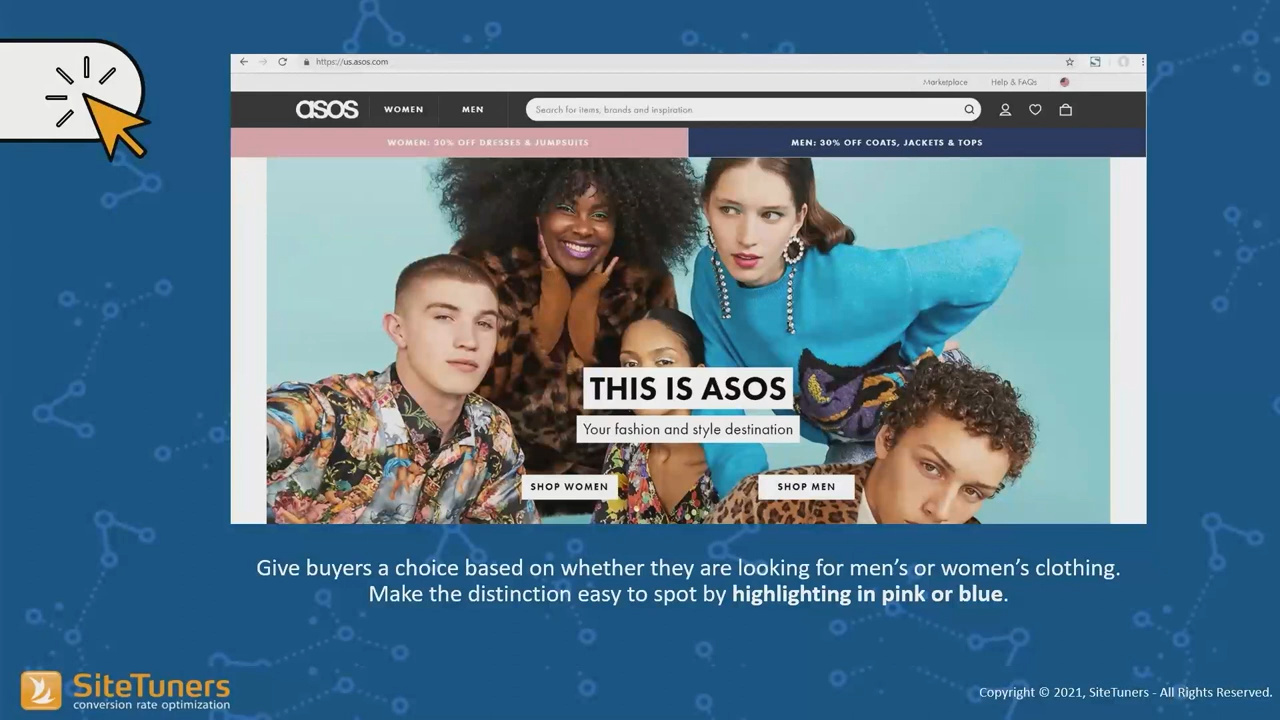 https://us.asos.com
Marketplace Help & FAQs
asos WOMEN MEN Search for items, brands and inspiration
WOMEN: 30% OFF DRESSES & JUMPSUITS MEN: 30% OFF COATS, JACKETS & TOPS
THIS IS ASOS
Your fashion and style destination
SHOP WOMEN SHOP MEN
Give buyers a choice based on whether they are looking for men’s or women’s clothing.
Make the distinction easy to spot by highlighting in pink or blue.
SiteTuners
conversion rate optimization
Copyright © 2021, SiteTuners - All Rights Reserved.